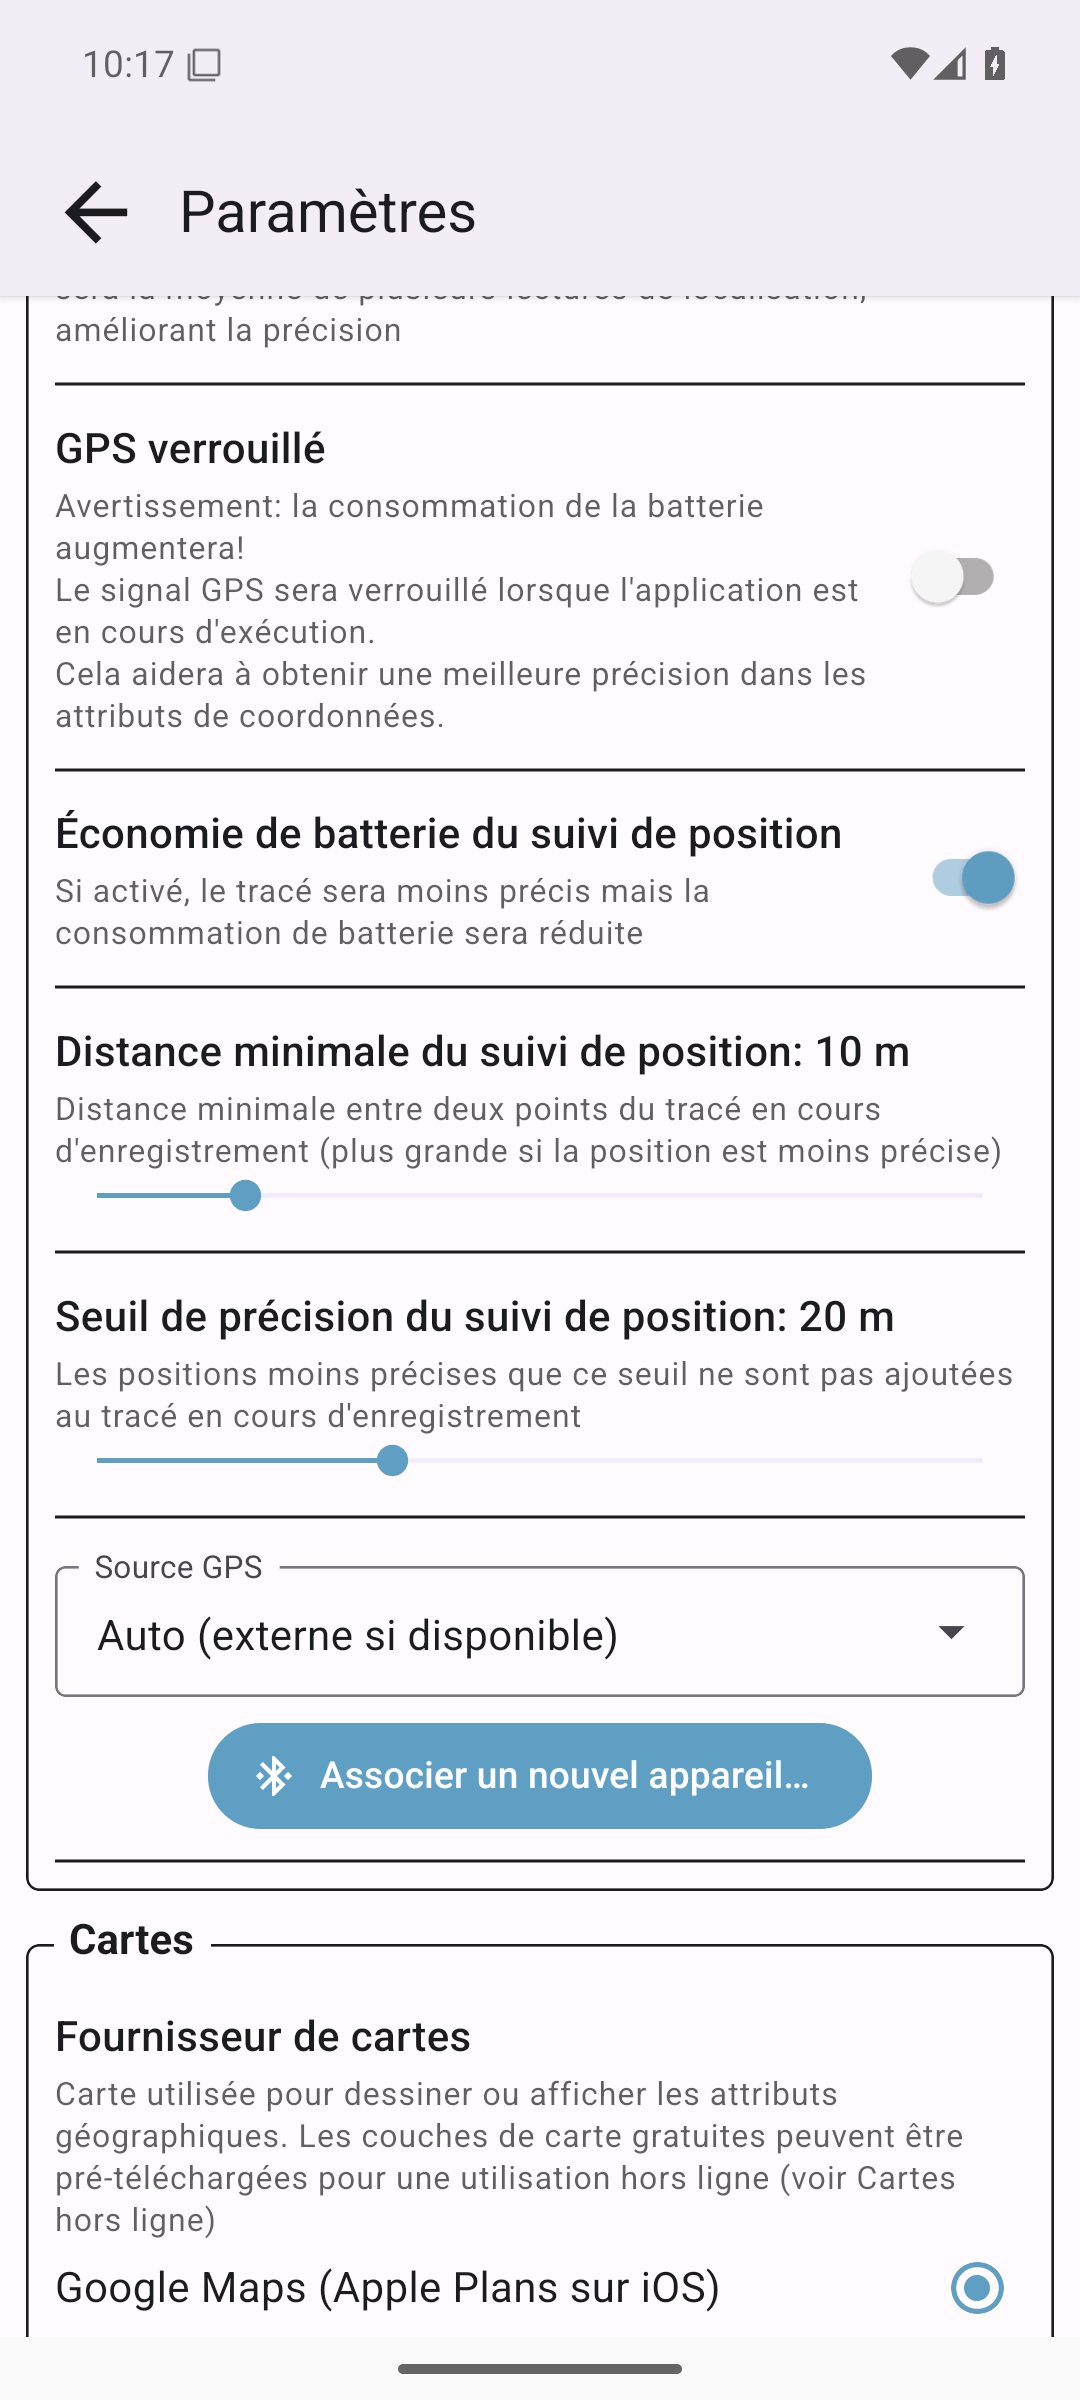 10:17
Paramètres
améliorant la précision
GPS verrouillé
Avertissement: la consommation de la batterie
augmentera!
Le signal GPS sera verrouillé lorsque l'application est
en cours d'exécution.
Cela aidera à obtenir une meilleure précision dans les
attributs de coordonnées.
Économie de batterie du suivi de position
Si activé, le tracé sera moins précis mais la
consommation de batterie sera réduite
Distance minimale du suivi de position: 10 m
Distance minimale entre deux points du tracé en cours
d'enregistrement (plus grande si la position est moins précise)
Seuil de précision du suivi de position: 20 m
Les positions moins précises que ce seuil ne sont pas ajoutées
au tracé en cours d'enregistrement
Source GPS
Auto (externe si disponible)
Associer un nouvel appareil...
Cartes
Fournisseur de cartes
Carte utilisée pour dessiner ou afficher les attributs
géographiques. Les couches de carte gratuites peuvent être
pré-téléchargées pour une utilisation hors ligne (voir Cartes
hors ligne)
Google Maps (Apple Plans sur iOS)